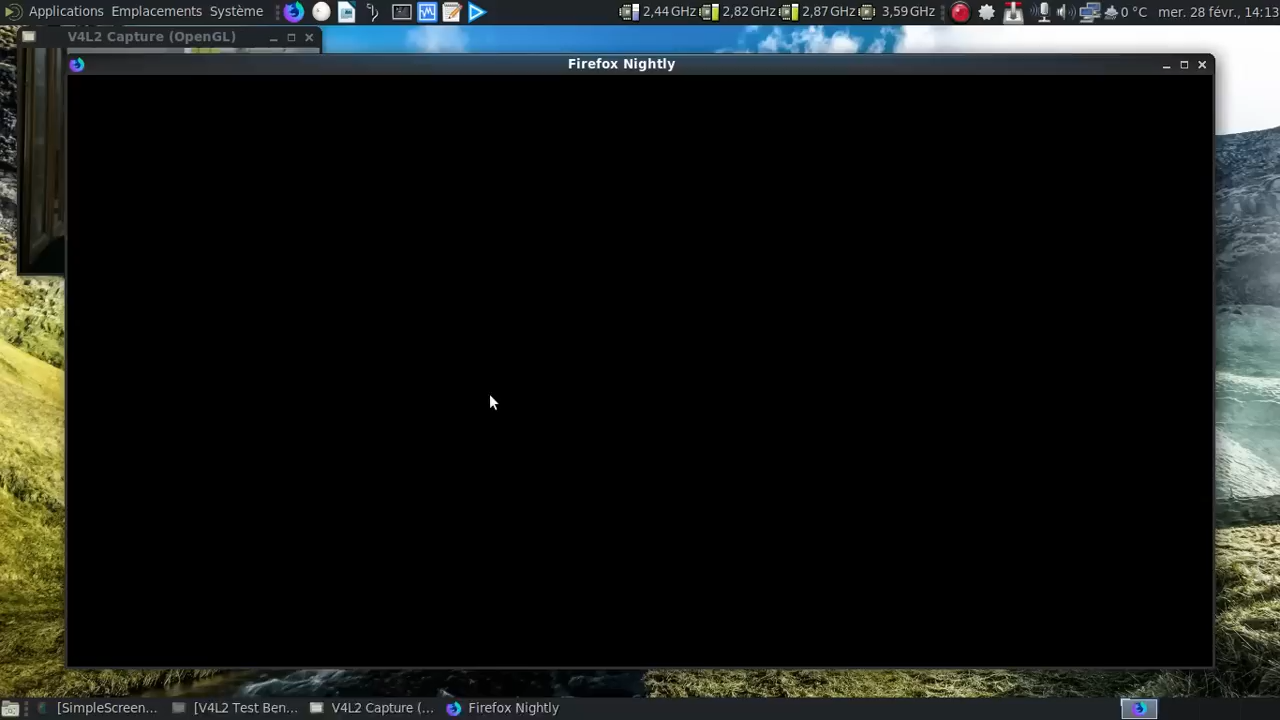 Applications Emplacements Système 2,44 GHz 2,82 GHz 2,87 GHz 3,59 GHz 0 °C mer. 28 févr., 14:13
V4L2 Capture (OpenGL)
Firefox Nightly
[SimpleScreen... [V4L2 Test Ben... V4L2 Capture (... Firefox Nightly